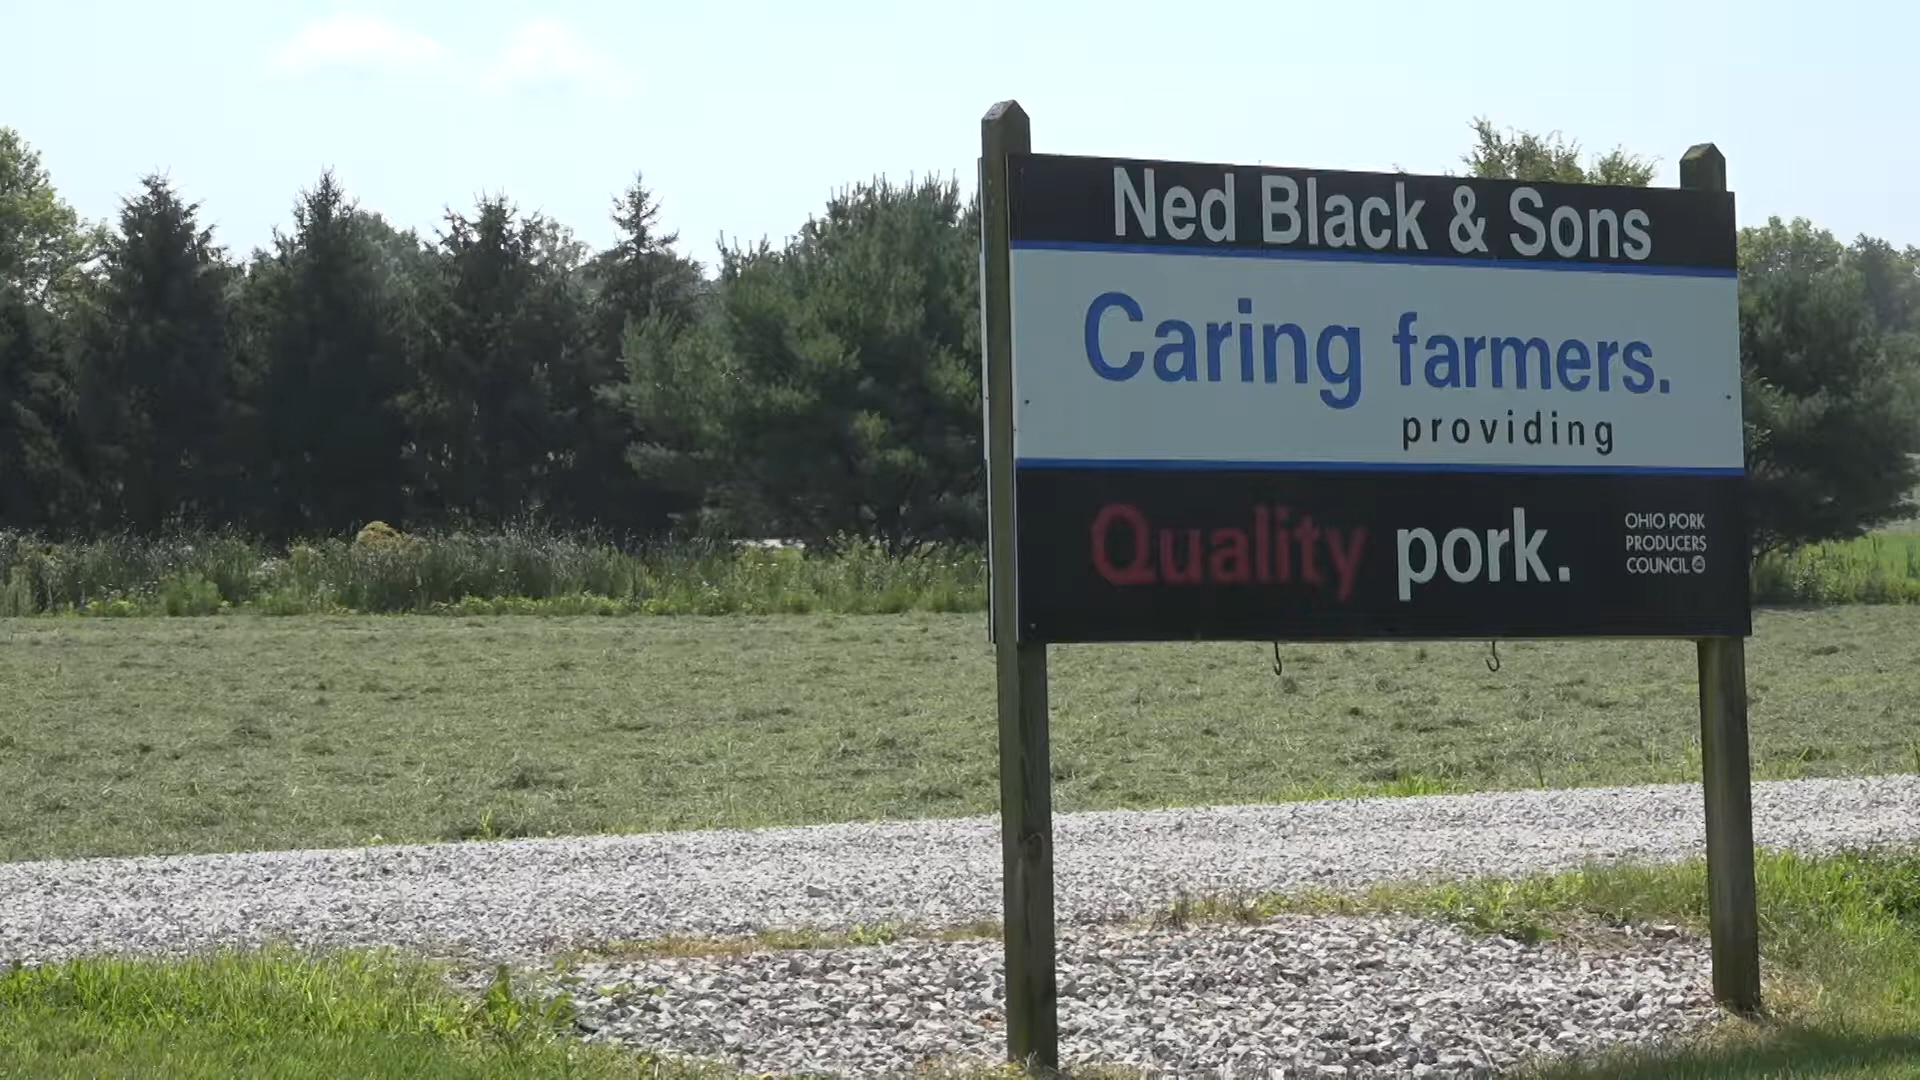 Ned Black & Sons
Caring farmers.
providing
Quality pork.
OHIO PORK
PRODUCERS
COUNCIL